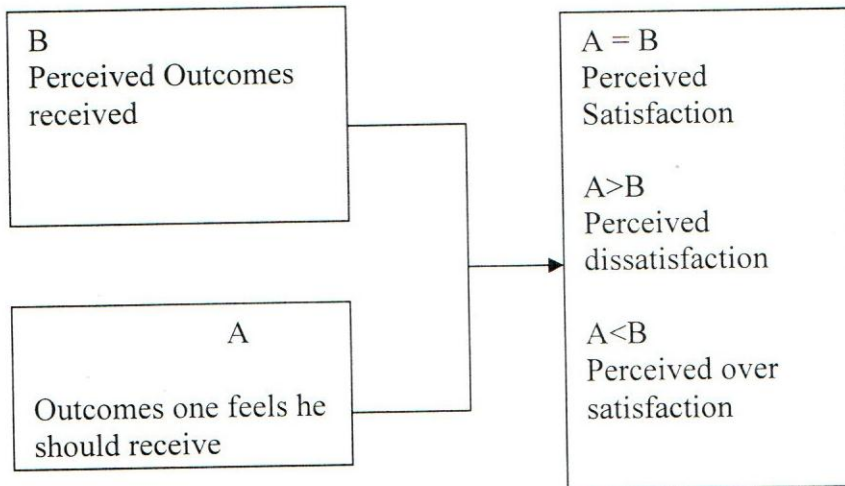 B
Perceived Outcomes
received
A
Outcomes one feels he
should receive
A = B
Perceived
Satisfaction
A>B
Perceived
dissatisfaction
A<B
Perceived over
satisfaction